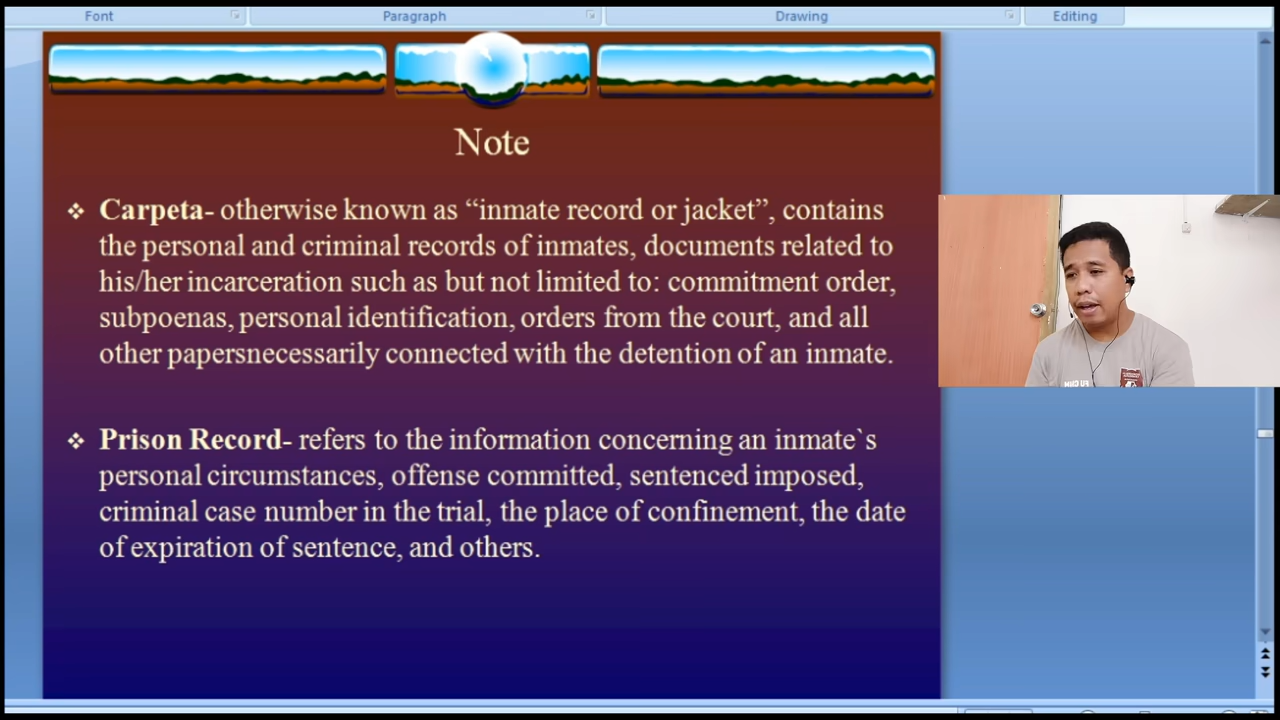 Font
Paragraph
Drawing
Editing
Note
Carpeta- otherwise known as “inmate record or jacket”, contains
the personal and criminal records of inmates, documents related to
his/her incarceration such as but not limited to: commitment order,
subpoenas, personal identification, orders from the court, and all
other papersnecessarily connected with the detention of an inmate.
Prison Record- refers to the information concerning an inmate`s
personal circumstances, offense committed, sentenced imposed,
criminal case number in the trial, the place of confinement, the date
of expiration of sentence, and others.